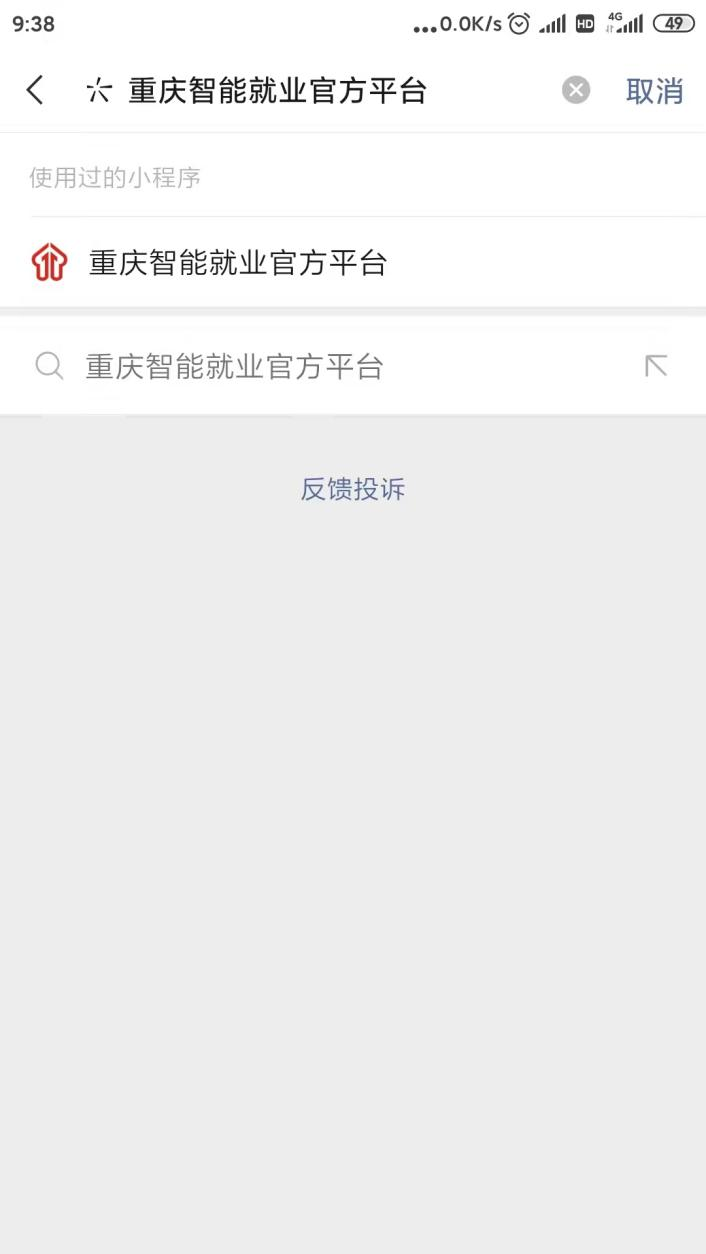 9:38 ...0.0K/s HD 4G 49
重庆智能就业官方平台 取消
使用过的小程序
重庆智能就业官方平台
重庆智能就业官方平台
反馈投诉